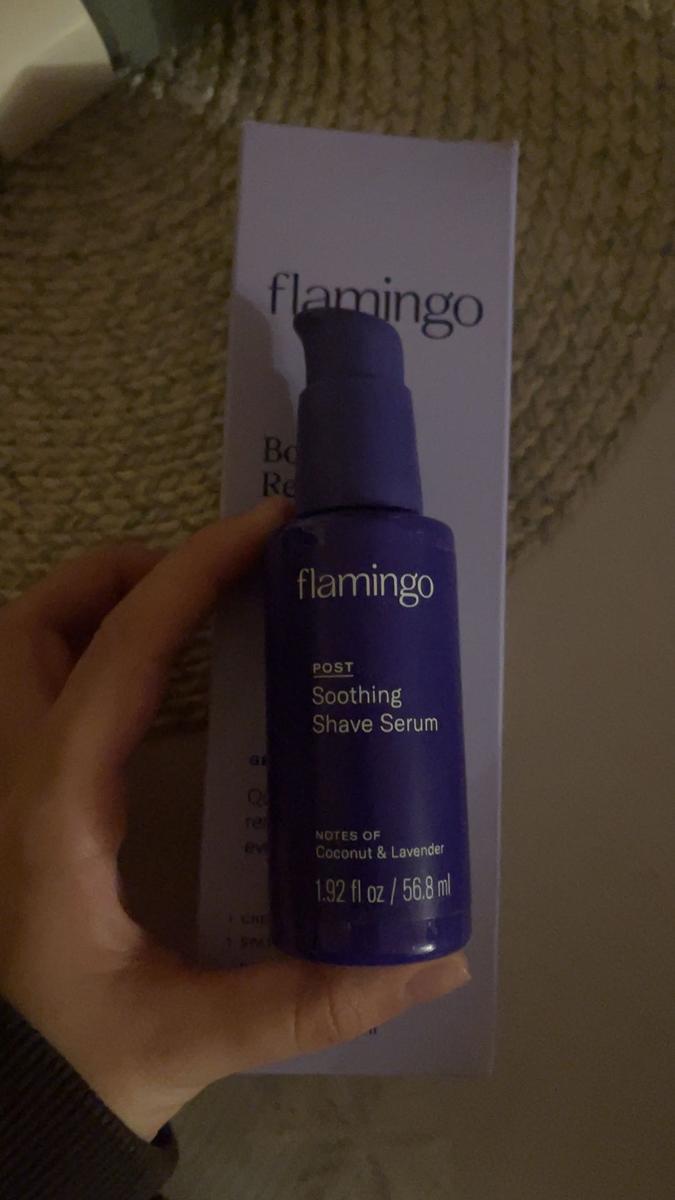 flamingo
flamingo
POST
Soothing
Shave Serum
NOTES OF
Coconut & Lavender
1.92 fl oz / 56.8 ml